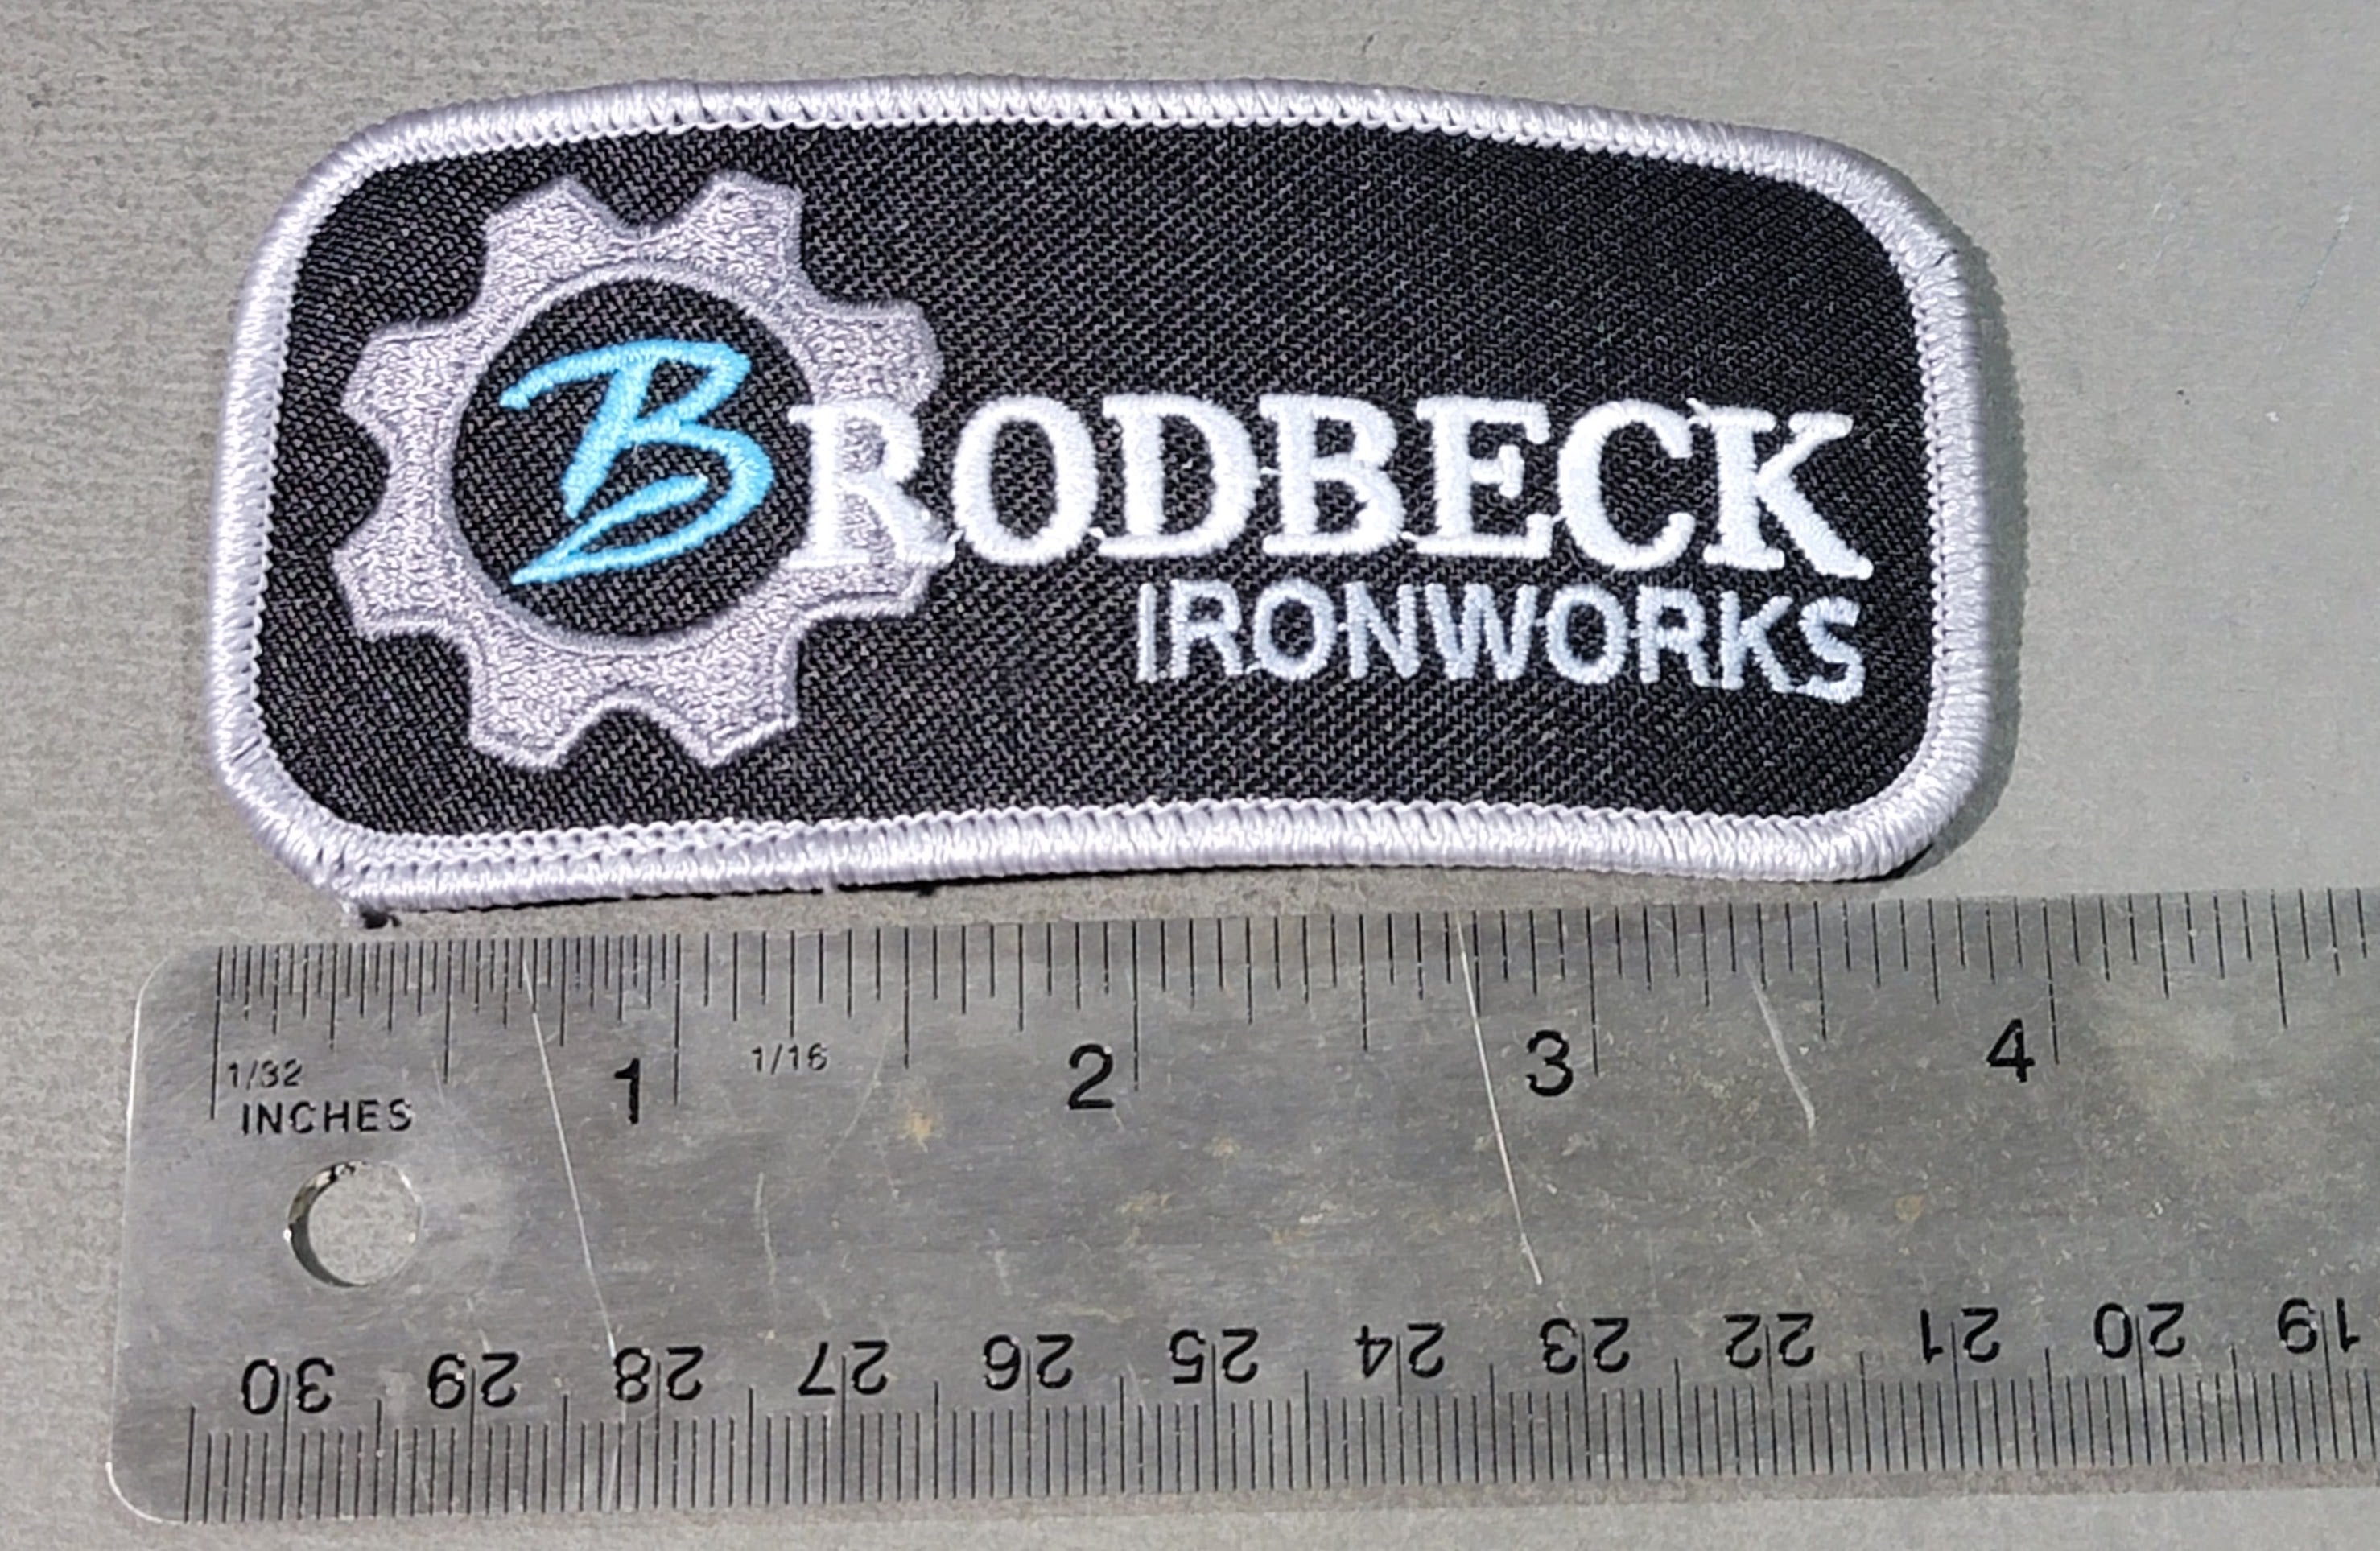 BRODBECK
IRONWORKS
1 2 3 4
1/32 1/16
INCHES
30 29 28 27 26 25 24 23 22 21 20 19